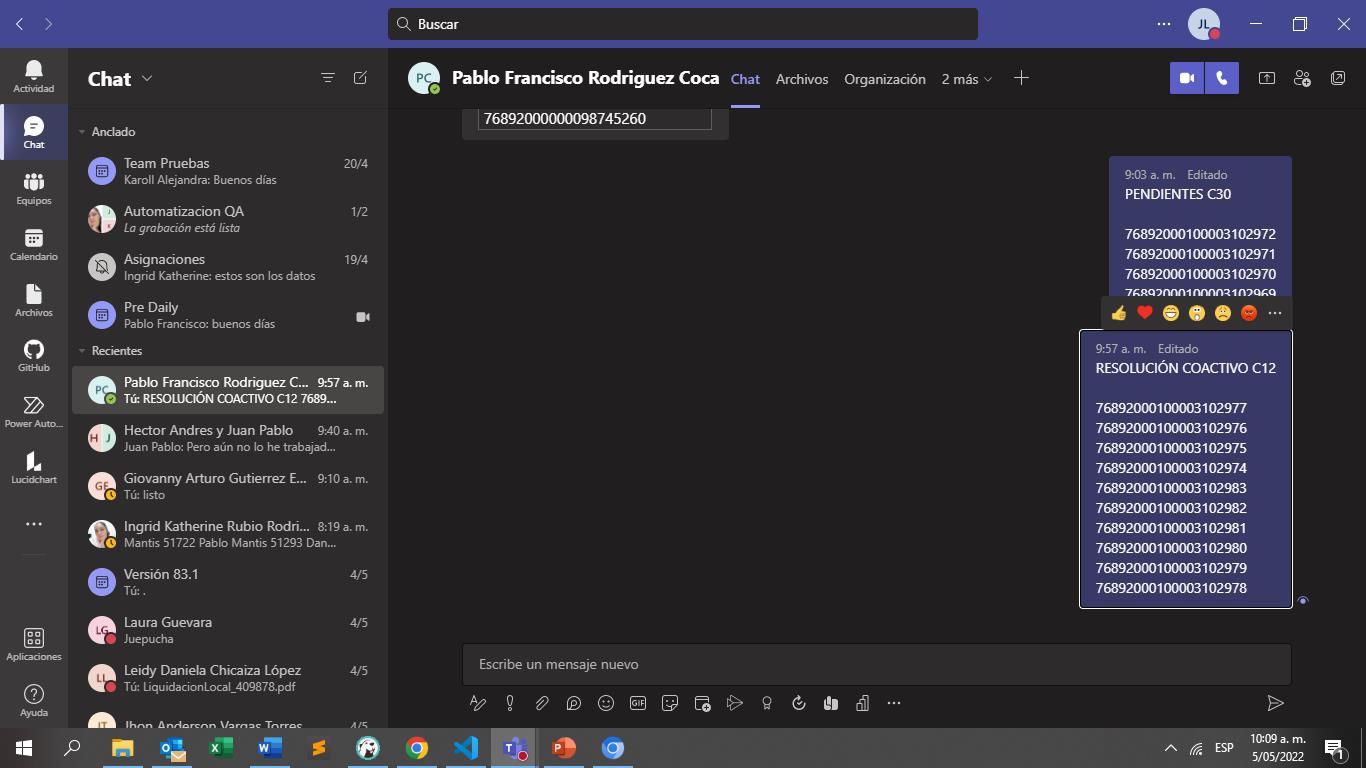 Buscar
JL
Actividad
Chat
Equipos
Calendario
Archivos
GitHub
Power Auto...
Lucidchart
Aplicaciones
Ayuda
Chat
Anclado
Team Pruebas 20/4
Karoll Alejandra: Buenos días
Automatizacion QA 1/2
La grabación está lista
Asignaciones 19/4
Ingrid Katherine: estos son los datos
Pre Daily
Pablo Francisco: buenos días
Recientes
PC
Pablo Francisco Rodriguez C... 9:57 a. m.
Tú: RESOLUCIÓN COACTIVO C12 7689...
H J
Hector Andres y Juan Pablo 9:40 a. m.
Juan Pablo: Pero aún no lo he trabajad...
GE
Giovanny Arturo Gutierrez E... 9:10 a. m.
Tú: listo
Ingrid Katherine Rubio Rodri... 8:19 a. m.
Mantis 51722 Pablo Mantis 51293 Dan...
Versión 83.1 4/5
Tú: .
LG
Laura Guevara 4/5
Juepucha
LL
Leidy Daniela Chicaiza López 4/5
Tú: LiquidacionLocal_409878.pdf
JT
Jhon Anderson Vargas Torres 4/5
PC
Pablo Francisco Rodriguez Coca
Chat Archivos Organización 2 más
76892000000098745260
9:03 a. m. Editado
PENDIENTES C30
76892000100003102972
76892000100003102971
76892000100003102970
76892000100003102969
9:57 a. m. Editado
RESOLUCIÓN COACTIVO C12
76892000100003102977
76892000100003102976
76892000100003102975
76892000100003102974
76892000100003102983
76892000100003102982
76892000100003102981
76892000100003102980
76892000100003102979
76892000100003102978
Escribe un mensaje nuevo
GIF
ESP
10:09 a. m.
5/05/2022
1